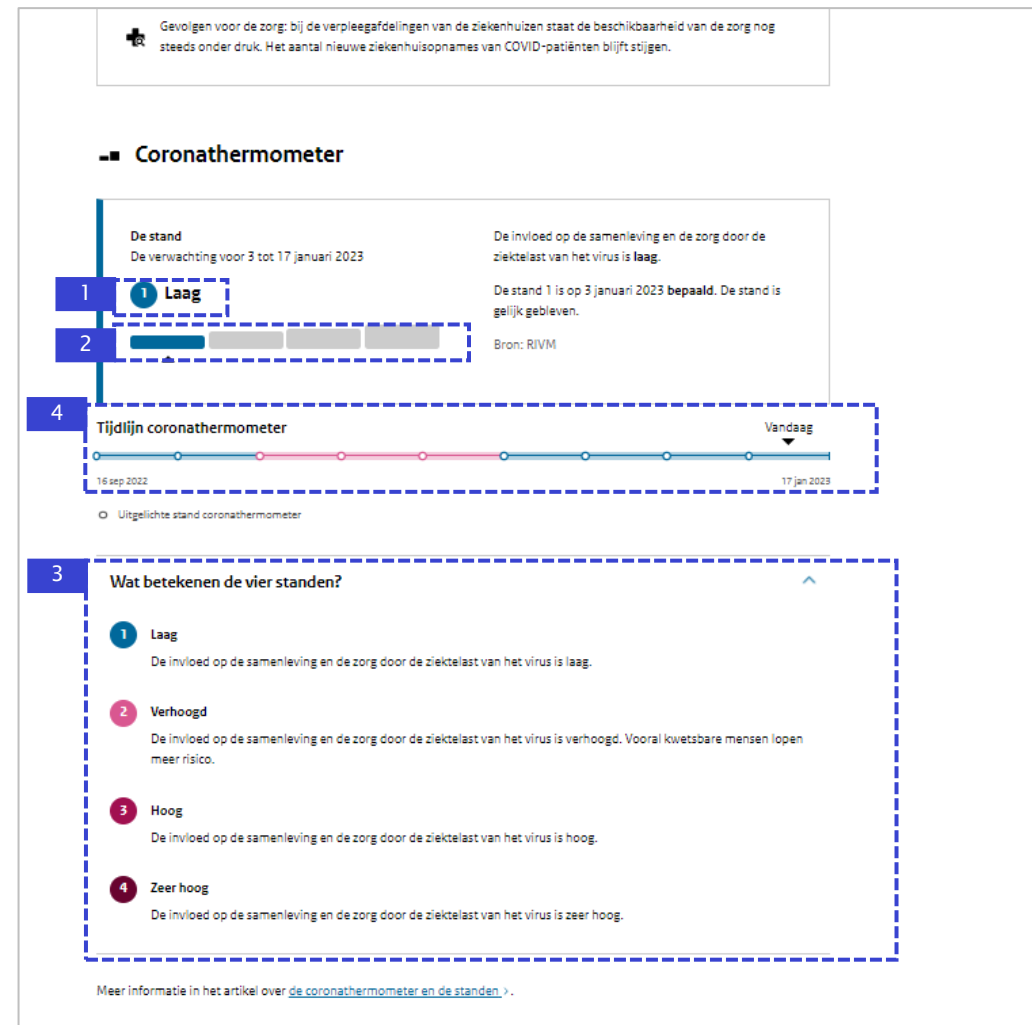 Gevolgen voor de zorg: bij de verpleegafdelingen van de ziekenhuizen staat de beschikbaarheid van de zorg nog
steeds onder druk. Het aantal nieuwe ziekenhuisopnames van COVID-patiënten blijft stijgen.
Coronathermometer
De stand
De verwachting voor 3 tot 17 januari 2023
1
1 Laag
2
De invloed op de samenleving en de zorg door de
ziektelast van het virus is laag.
De stand 1 is op 3 januari 2023 bepaald. De stand is
gelijk gebleven.
Bron: RIVM
4
Tijdlijn coronathermometer
Vandaag
16 sep 2022
17 jan 2023
Uitgelichte stand coronathermometer
3
Wat betekenen de vier standen?
1 Laag
De invloed op de samenleving en de zorg door de ziektelast van het virus is laag.
2 Verhoogd
De invloed op de samenleving en de zorg door de ziektelast van het virus is verhoogd. Vooral kwetsbare mensen lopen
meer risico.
3 Hoog
De invloed op de samenleving en de zorg door de ziektelast van het virus is hoog.
4 Zeer hoog
De invloed op de samenleving en de zorg door de ziektelast van het virus is zeer hoog.
Meer informatie in het artikel over de coronathermometer en de standen >.